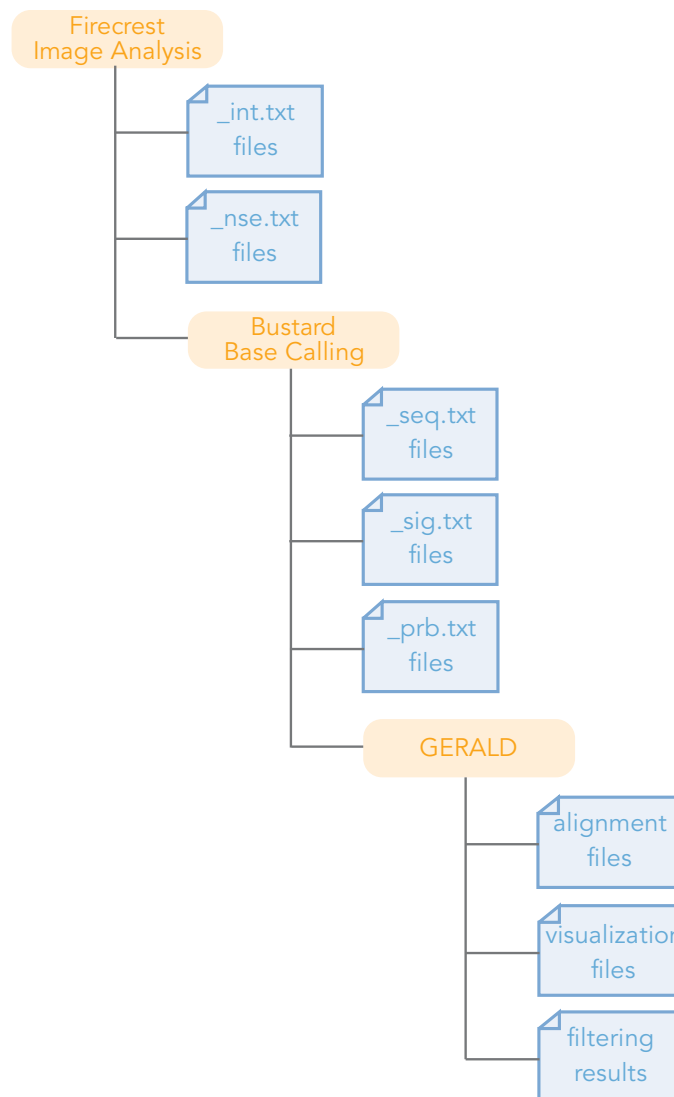 Firecrest
Image Analysis
_int.txt
files
_nse.txt
files
Bustard
Base Calling
_seq.txt
files
_sig.txt
files
_prb.txt
files
GERALD
alignment
files
visualization
files
filtering
results